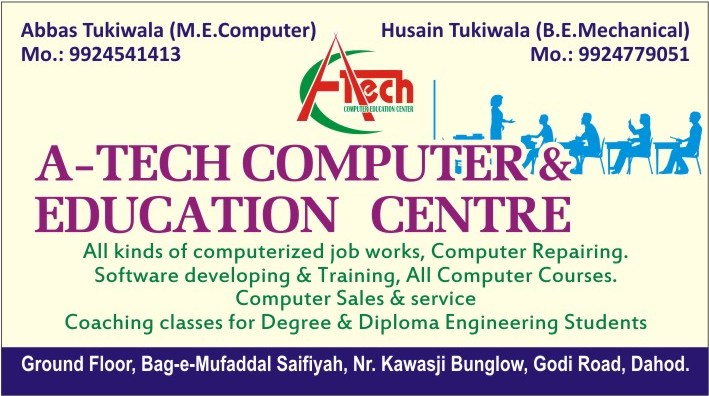 Abbas Tukiwala (M.E.Computer)
Mo.: 9924541413
Husain Tukiwala (B.E.Mechanical)
Mo.: 9924779051
A-Tech
COMPUTER EDUCATION CENTER
A-TECH COMPUTER &
EDUCATION CENTRE
All kinds of computerized job works, Computer Repairing.
Software developing & Training, All Computer Courses.
Computer Sales & service
Coaching classes for Degree & Diploma Engineering Students
Ground Floor, Bag-e-Mufaddal Saifiyah, Nr. Kawasji Bunglow, Godi Road, Dahod.